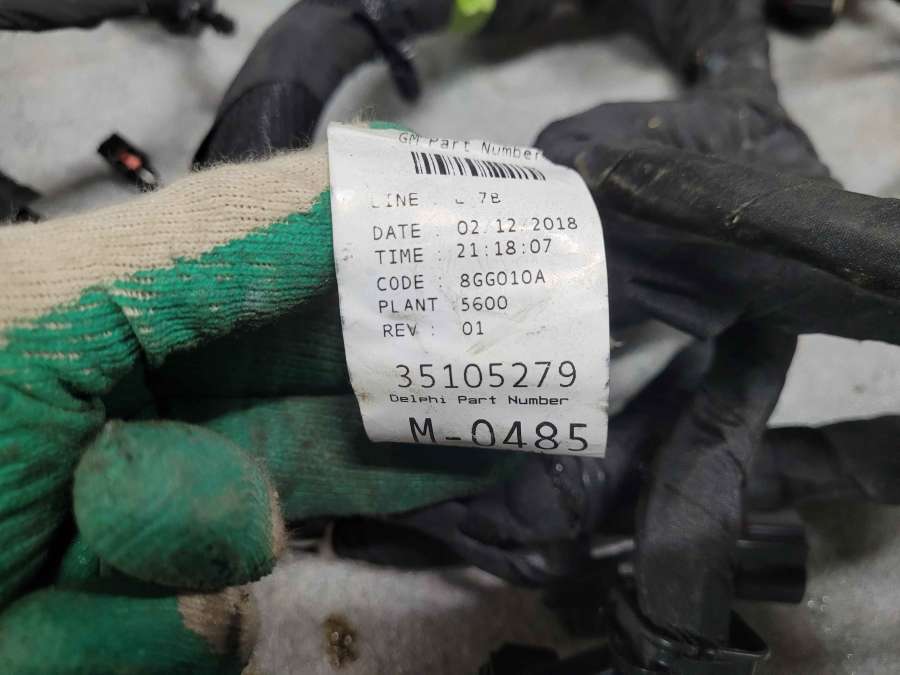 GM Part Number
LINE :
DATE : 02/12/2018
TIME : 21:18:07
CODE : 8GG010A
PLANT : 5600
REV : 01
35105279
Delphi Part Number
M-0485